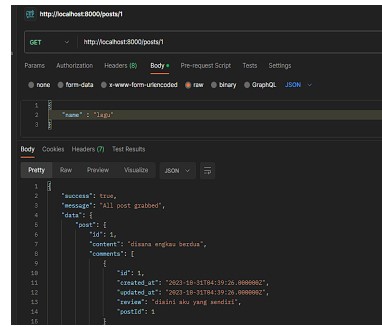 http://localhost:8000/posts/1
GET http://localhost:8000/posts/1
Params Authorization Headers (8) Body Pre-request Script Tests Settings
none form-data x-www-form-urlencoded raw binary GraphQL JSON
1 {
2 "name" : "lagu"
3 }
Body Cookies Headers (7) Test Results
Pretty Raw Preview Visualize JSON
1 {
2 "success": true,
3 "message": "All post grabbed",
4 "data": {
5 "post": {
6 "id": 1,
7 "content": "disana engkau berdua",
8 "comments": [
9 {
10 "id": 1,
11 "created_at": "2023-10-31T04:39:26.000000Z",
12 "updated_at": "2023-10-31T04:39:26.000000Z",
13 "review": "disini aku yang sendiri",
14 "postId": 1